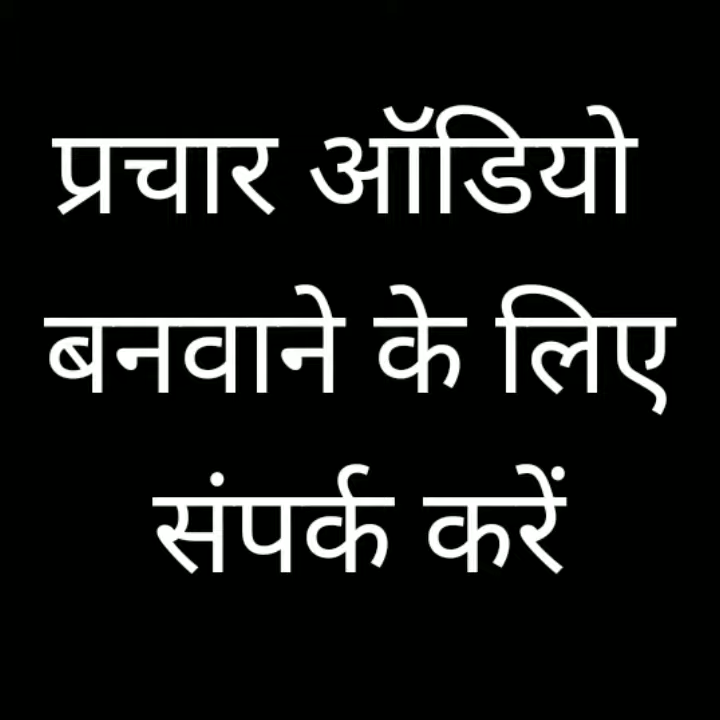 प्रचार ऑडियो
बनवाने के लिए
संपर्क करें